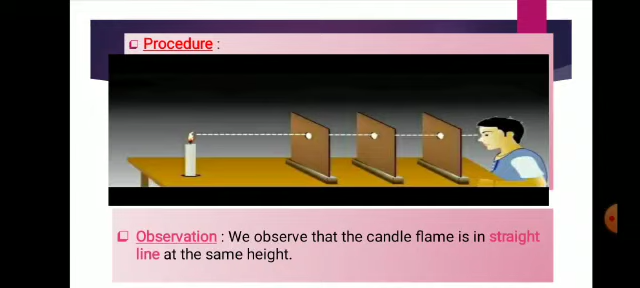 Procedure :
Observation : We observe that the candle flame is in straight
line at the same height.